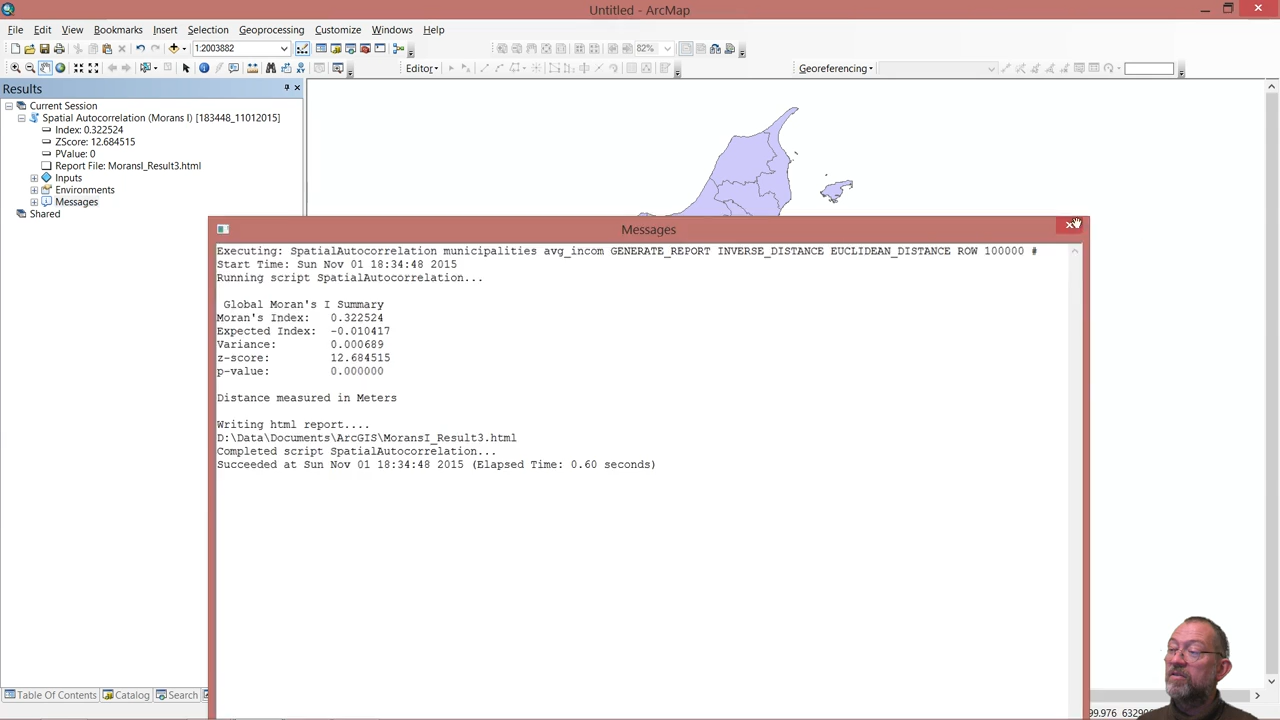 Untitled - ArcMap
File Edit View Bookmarks Insert Selection Geoprocessing Customize Windows Help
1:2003882
82%
Editor
Georeferencing
Results
Current Session
Spatial Autocorrelation (Morans I) [183448_11012015]
Index: 0.322524
ZScore: 12.684515
PValue: 0
Report File: MoransI_Result3.html
Inputs
Environments
Messages
Shared
Messages
Executing: SpatialAutocorrelation municipalities avg_incom GENERATE_REPORT INVERSE_DISTANCE EUCLIDEAN_DISTANCE ROW 100000 #
Start Time: Sun Nov 01 18:34:48 2015
Running script SpatialAutocorrelation...
Global Moran's I Summary
Moran's Index: 0.322524
Expected Index: -0.010417
Variance: 0.000689
z-score: 12.684515
p-value: 0.000000
Distance measured in Meters
Writing html report....
D:\Data\Documents\ArcGIS\MoransI_Result3.html
Completed script SpatialAutocorrelation...
Succeeded at Sun Nov 01 18:34:48 2015 (Elapsed Time: 0.60 seconds)
Table Of Contents Catalog Search